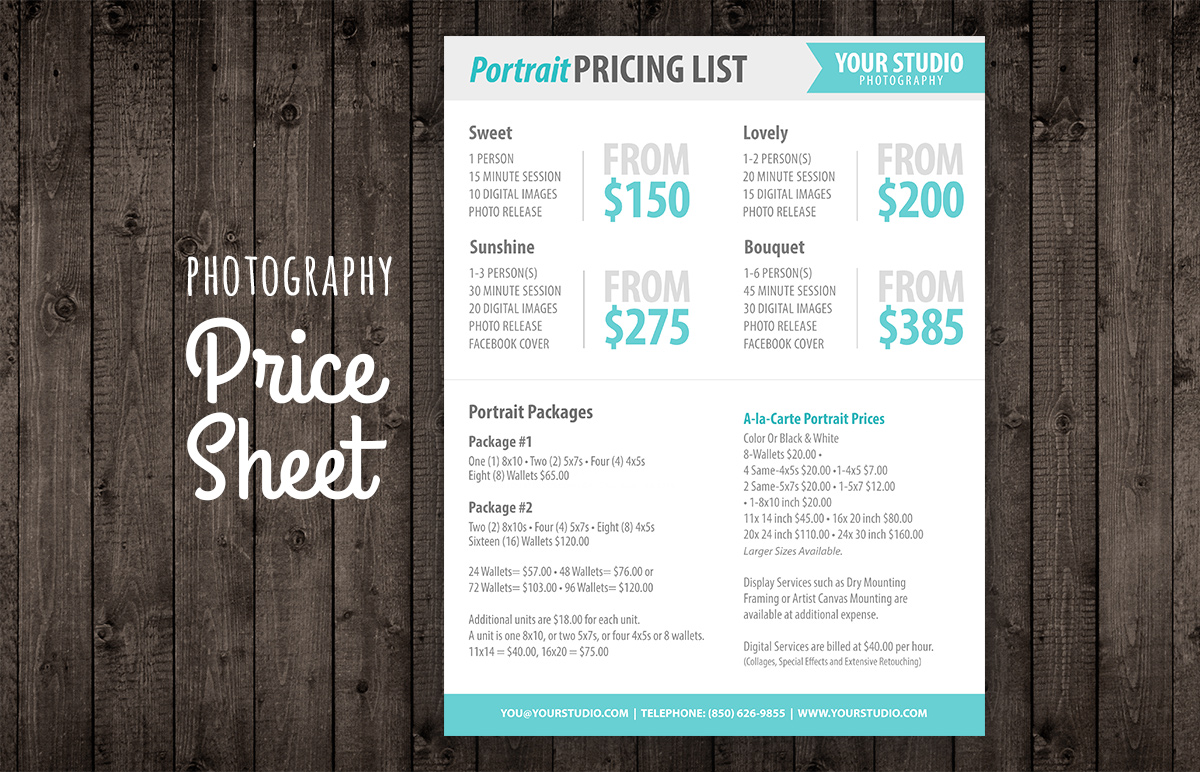 PHOTOGRAPHY
Price
Sheet
Portrait PRICING LIST
YOUR STUDIO
PHOTOGRAPHY
Sweet
1 PERSON
15 MINUTE SESSION
10 DIGITAL IMAGES
PHOTO RELEASE
FROM
$150
Lovely
1-2 PERSON(S)
20 MINUTE SESSION
15 DIGITAL IMAGES
PHOTO RELEASE
FROM
$200
Sunshine
1-3 PERSON(S)
30 MINUTE SESSION
20 DIGITAL IMAGES
PHOTO RELEASE
FACEBOOK COVER
FROM
$275
Bouquet
1-6 PERSON(S)
45 MINUTE SESSION
30 DIGITAL IMAGES
PHOTO RELEASE
FACEBOOK COVER
FROM
$385
Portrait Packages
Package #1
One (1) 8x10 • Two (2) 5x7s • Four (4) 4x5s
Eight (8) Wallets $65.00
Package #2
Two (2) 8x10s • Four (4) 5x7s • Eight (8) 4x5s
Sixteen (16) Wallets $120.00
24 Wallets= $57.00 • 48 Wallets= $76.00 or
72 Wallets= $103.00 • 96 Wallets= $120.00
Additional units are $18.00 for each unit.
A unit is one 8x10, or two 5x7s, or four 4x5s or 8 wallets.
11x14 = $40.00, 16x20 = $75.00
A-la-Carte Portrait Prices
Color Or Black & White
8-Wallets $20.00 •
4 Same-4x5s $20.00 •1-4x5 $7.00
2 Same-5x7s $20.00 • 1-5x7 $12.00
• 1-8x10 inch $20.00
11x 14 inch $45.00 • 16x 20 inch $80.00
20x 24 inch $110.00 • 24x 30 inch $160.00
Larger Sizes Available.
Display Services such as Dry Mounting
Framing or Artist Canvas Mounting are
available at additional expense.
Digital Services are billed at $40.00 per hour.
(Collages, Special Effects and Extensive Retouching)
YOU@YOURSTUDIO.COM | TELEPHONE: (850) 626-9855 | WWW.YOURSTUDIO.COM